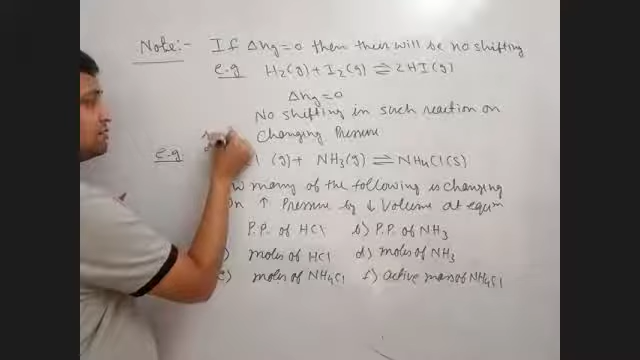 Note:- If Δng=0 then their will be no shifting
e.g H2(g)+I2(g)⇌2HI(g)
Δng=0
No shifting in such reaction on
Changing Pressure
e.g. l (g)+ NH3(g)⇌NH4Cl(S)
w many of the following is changing
on ↑ Pressure by ↓ Volume at eqim
P.P. of HCl b) P.P. of NH3
) moles of HCl d) moles of NH3
e) moles of NH4Cl f) active mass of NH4Cl